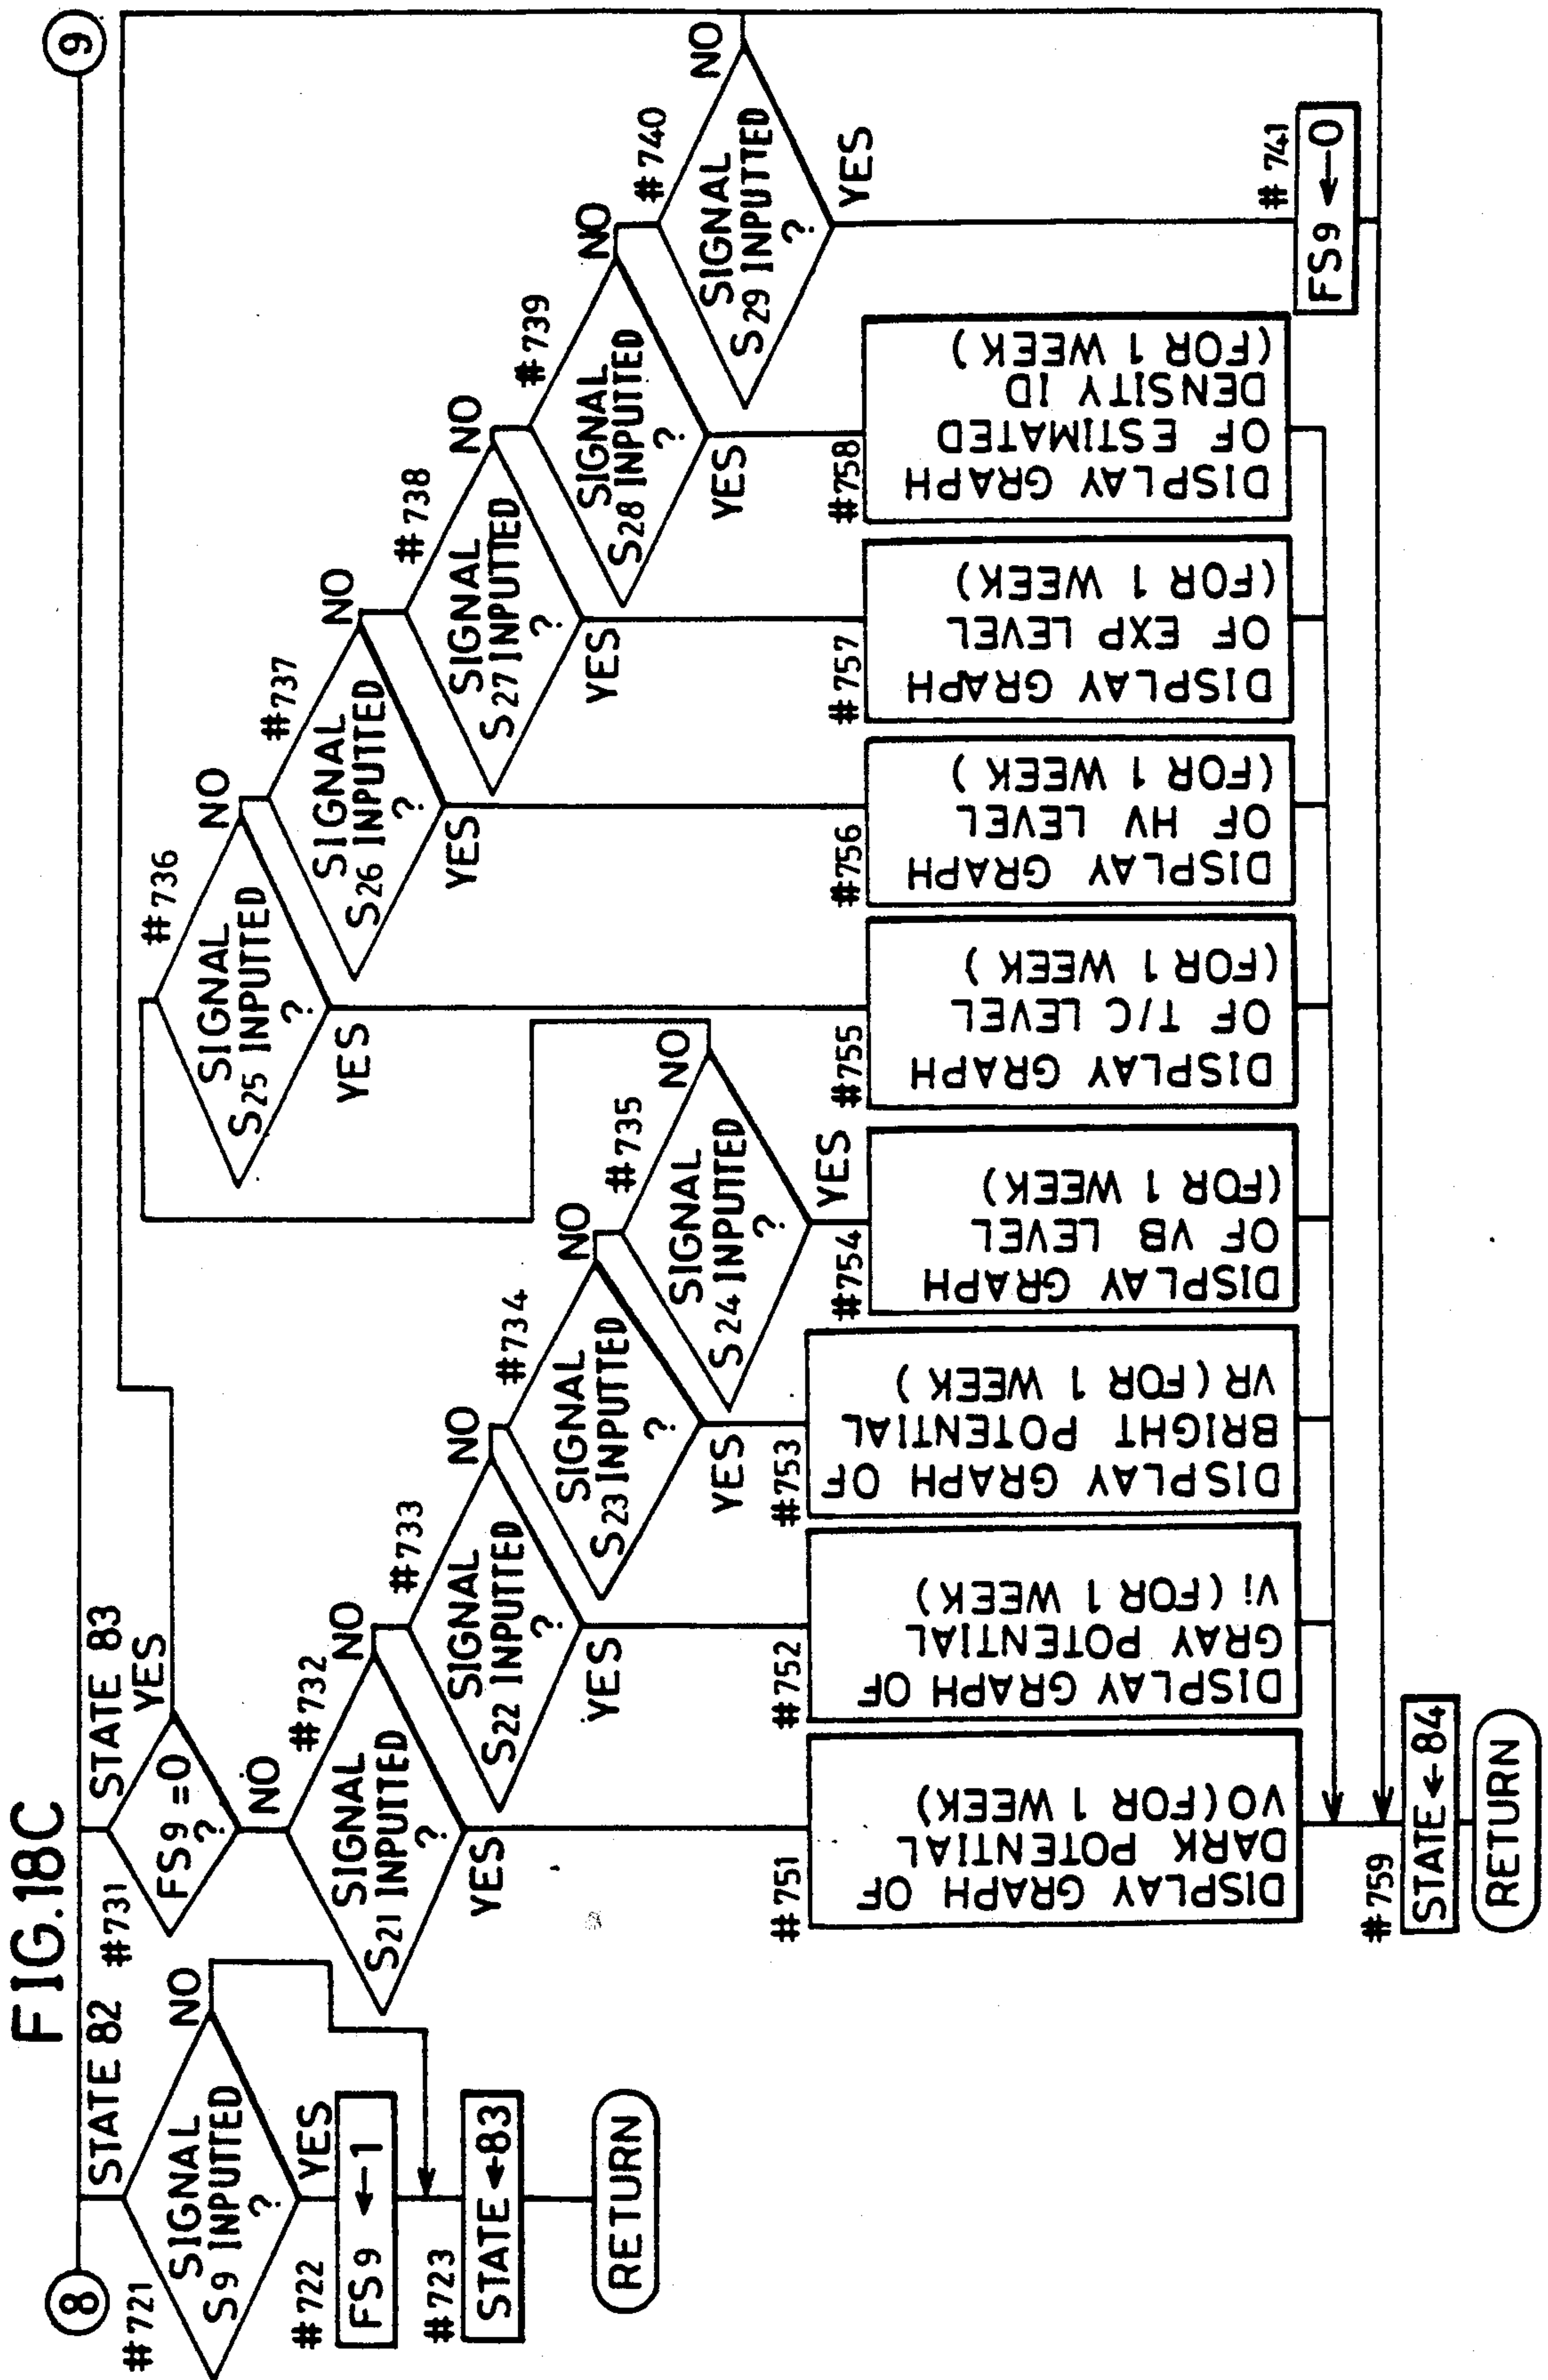 FIG.18C
8
9
STATE 82
#721
SIGNAL
S9 INPUTTED
?
NO
YES
#722
FS9 ←1
#723
STATE ←83
RETURN
STATE 83
#731
FS9 =0
?
YES
NO
#732
SIGNAL
S21 INPUTTED
?
NO
YES
#733
SIGNAL
S22 INPUTTED
?
NO
YES
#734
SIGNAL
S23 INPUTTED
?
NO
YES
#735
SIGNAL
S24 INPUTTED
?
NO
YES
#736
SIGNAL
S25 INPUTTED
?
NO
YES
#737
SIGNAL
S26 INPUTTED
?
NO
YES
#738
SIGNAL
S27 INPUTTED
?
NO
YES
#739
SIGNAL
S28 INPUTTED
?
NO
YES
#740
SIGNAL
S29 INPUTTED
?
NO
YES
#741
FS9 ←0
#751
DISPLAY GRAPH OF
DARK POTENTIAL
VO (FOR 1 WEEK)
#752
DISPLAY GRAPH OF
GRAY POTENTIAL
Vi (FOR 1 WEEK)
#753
DISPLAY GRAPH OF
BRIGHT POTENTIAL
VR (FOR 1 WEEK)
#754
DISPLAY GRAPH
OF VB LEVEL
(FOR 1 WEEK)
#755
DISPLAY GRAPH
OF T/C LEVEL
(FOR 1 WEEK)
#756
DISPLAY GRAPH
OF HV LEVEL
(FOR 1 WEEK)
#757
DISPLAY GRAPH
OF EXP LEVEL
(FOR 1 WEEK)
#758
DISPLAY GRAPH
OF ESTIMATED
DENSITY ID
(FOR 1 WEEK)
#759
STATE ←84
RETURN